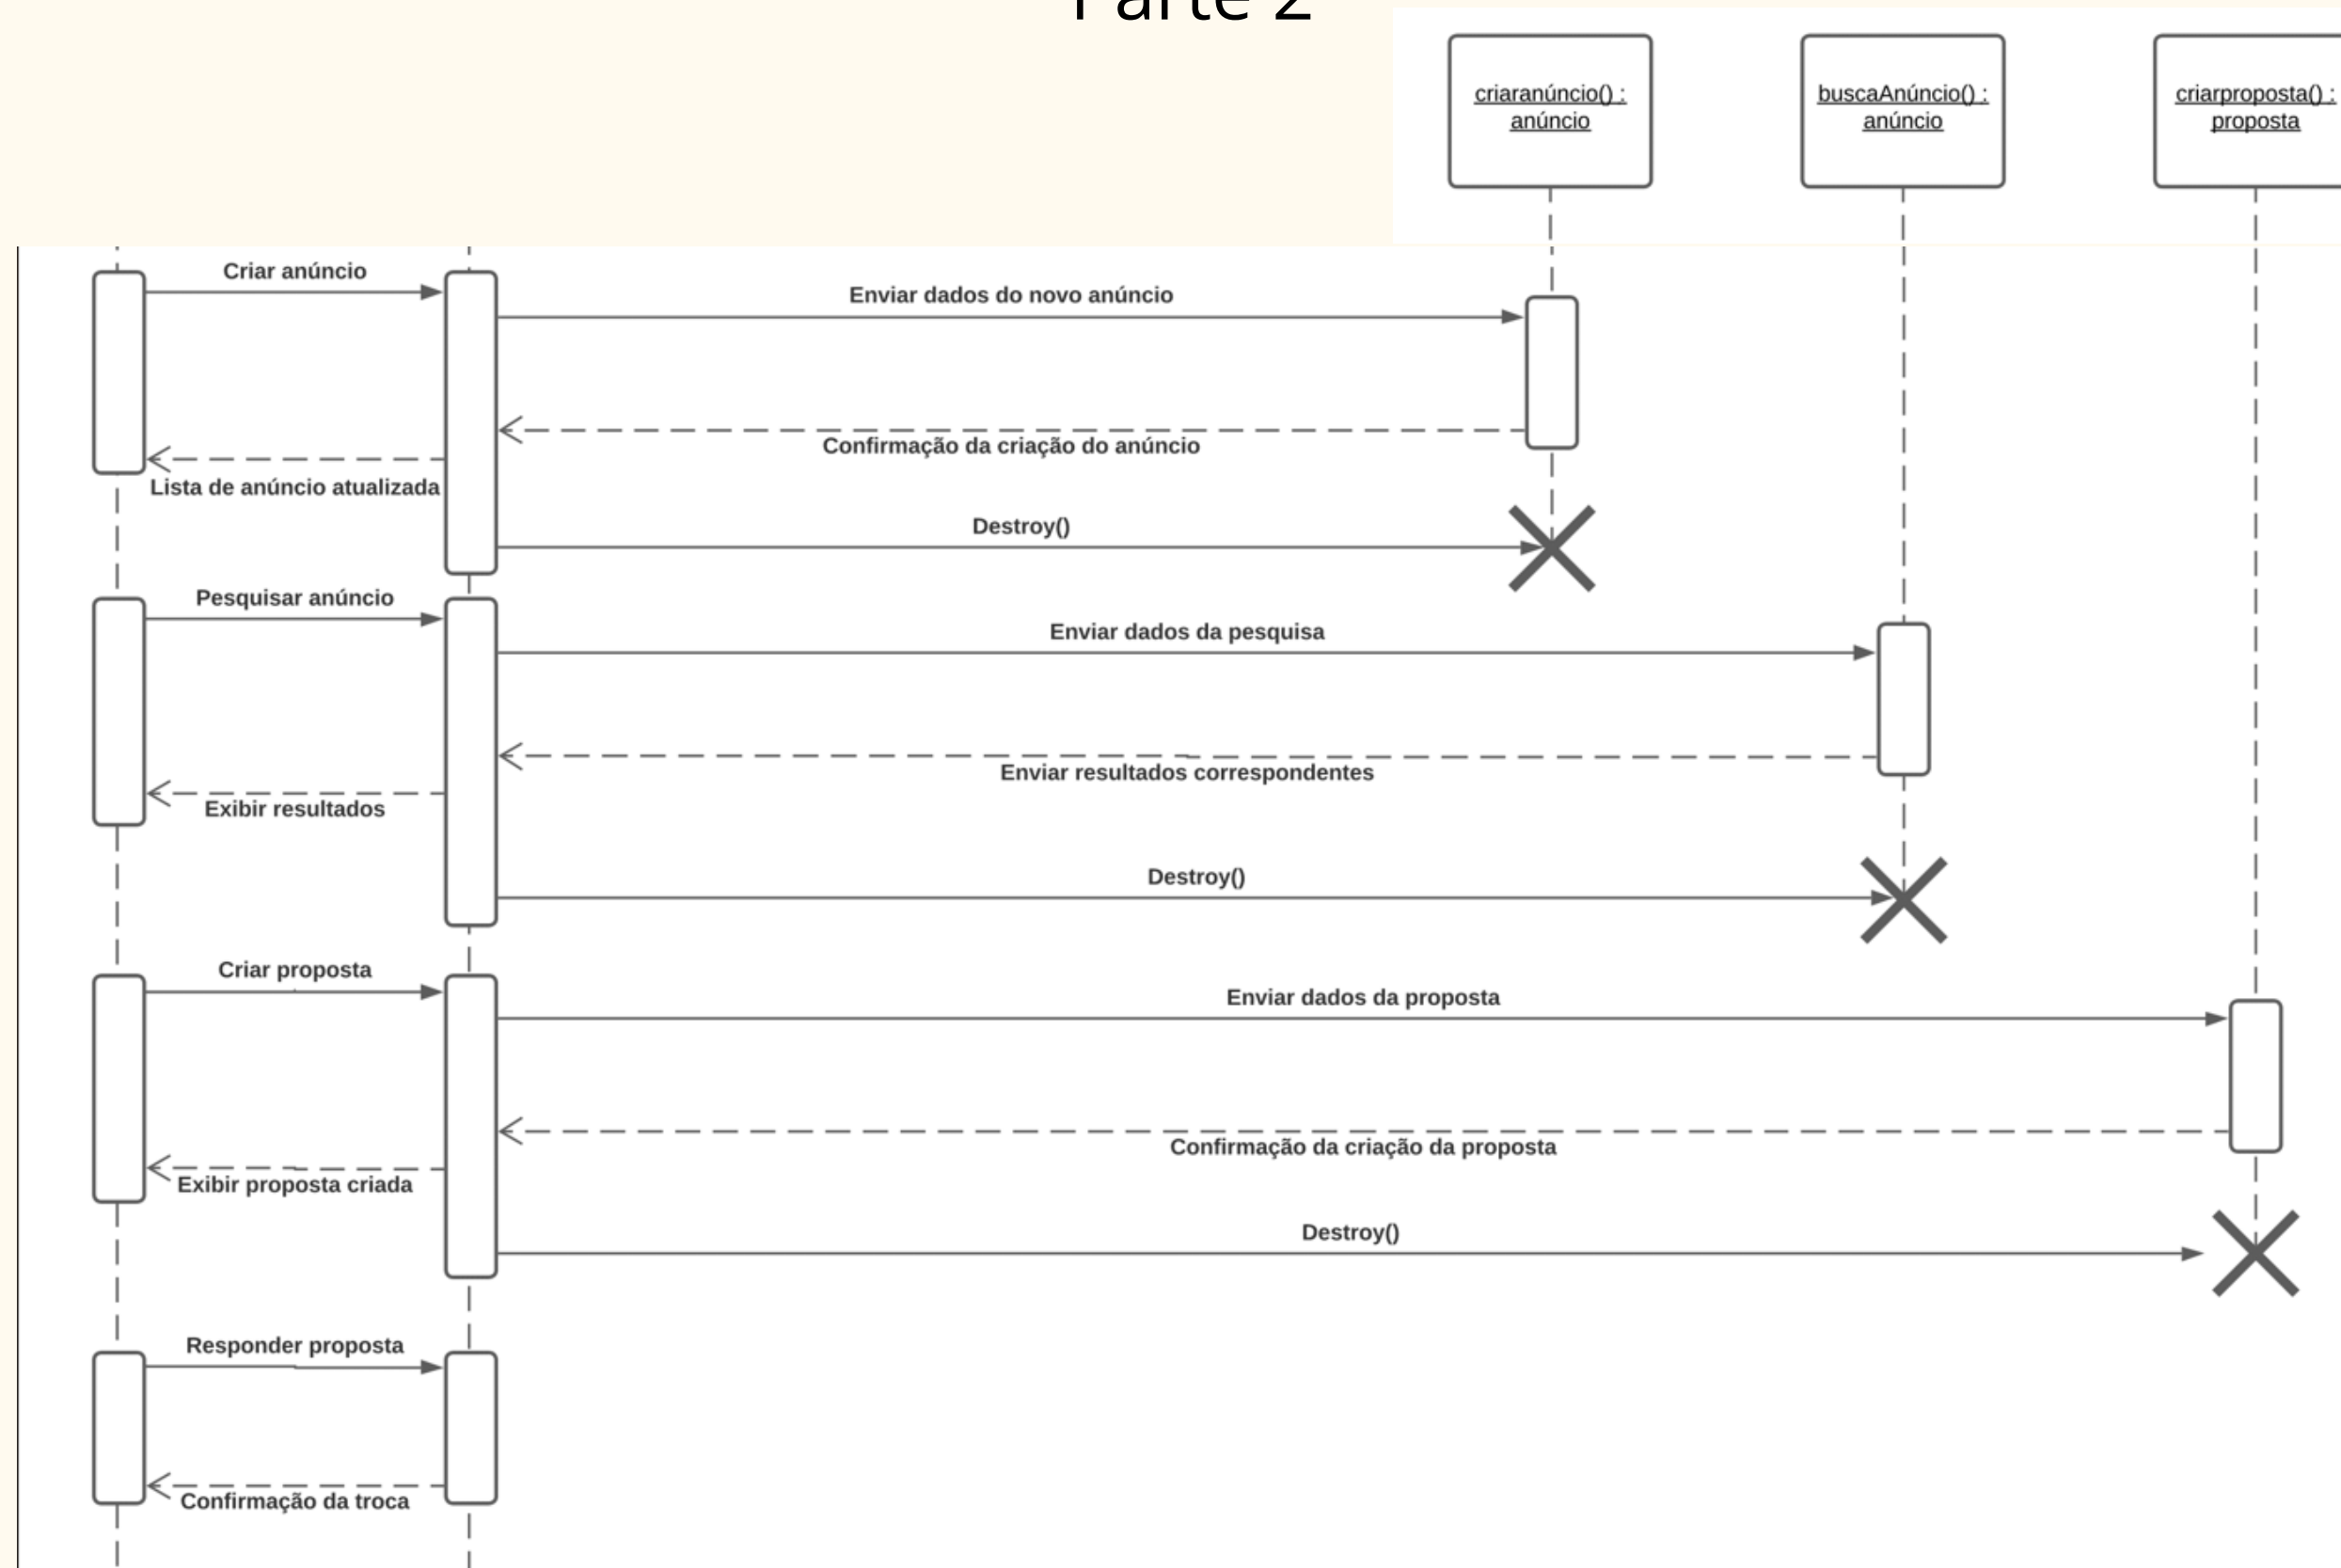 Parte 2
criaranúncio() :
anúncio
buscaAnúncio() :
anúncio
criarproposta() :
proposta
Criar anúncio
Enviar dados do novo anúncio
Confirmação da criação do anúncio
Lista de anúncio atualizada
Destroy()
Pesquisar anúncio
Enviar dados da pesquisa
Enviar resultados correspondentes
Exibir resultados
Destroy()
Criar proposta
Enviar dados da proposta
Confirmação da criação da proposta
Exibir proposta criada
Destroy()
Responder proposta
Confirmação da troca